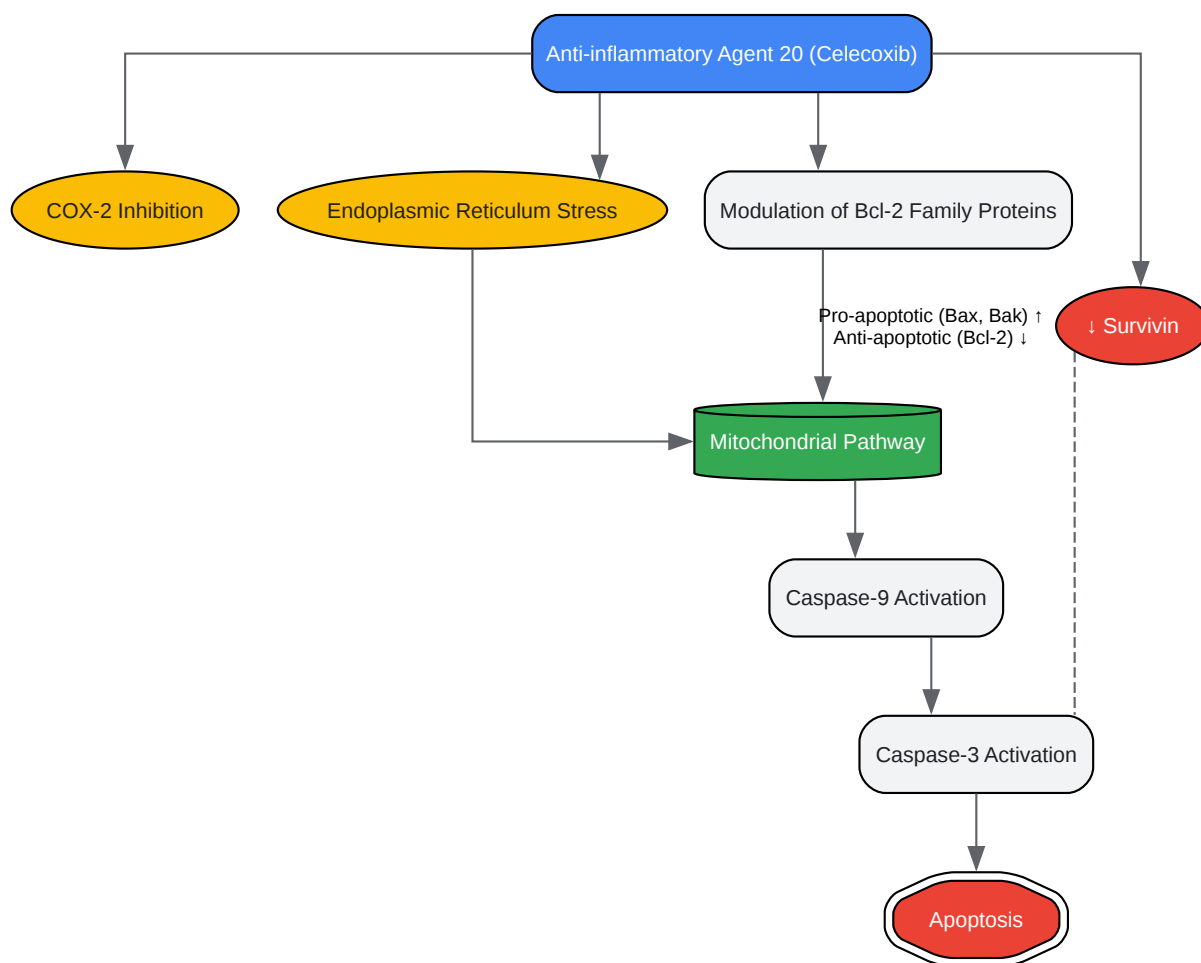 Anti-inflammatory Agent 20 (Celecoxib)
COX-2 Inhibition
Endoplasmic Reticulum Stress
Modulation of Bcl-2 Family Proteins
Pro-apoptotic (Bax, Bak) ↑
Anti-apoptotic (Bcl-2) ↓
↓ Survivin
Mitochondrial Pathway
Caspase-9 Activation
Caspase-3 Activation
Apoptosis